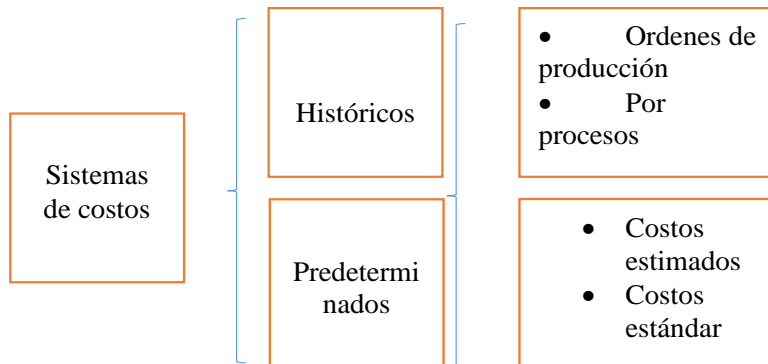 Sistemas
de costos
Históricos
Predetermi
nados
• Ordenes de
producción
• Por
procesos
• Costos
estimados
• Costos
estándar